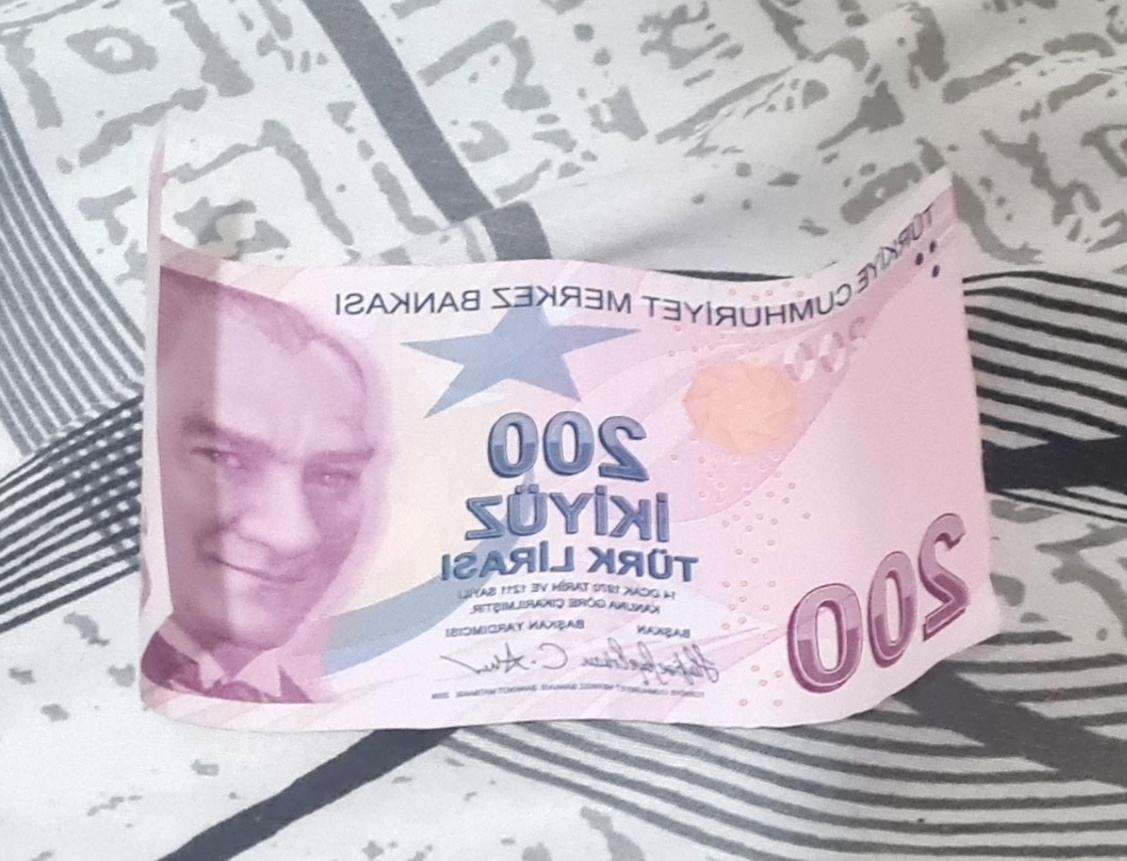 TÜRKİYE CUMHURİYET MERKEZ BANKASI
200
200
İKİYÜZ
TÜRK LİRASI
14 OCAK 1970 TARİH VE 1211 SAYILI
KANUNA GÖRE ÇIKARILMIŞTIR.
BAŞKAN BAŞKAN YARDIMCISI
200